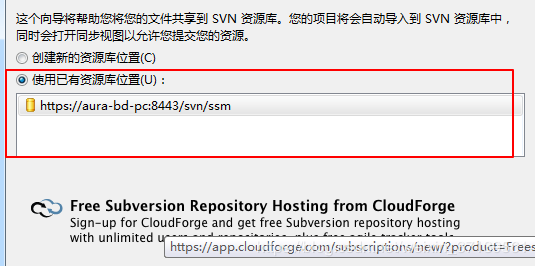 这个向导将帮助您将您的文件共享到 SVN 资源库。您的项目将会自动导入到 SVN 资源库中，
同时会打开同步视图以允许您提交您的资源。
创建新的资源库位置(C)
使用已有资源库位置(U)：
https://aura-bd-pc:8443/svn/ssm
Free Subversion Repository Hosting from CloudForge
Sign-up for CloudForge and get free Subversion repository hosting
with unlimited users and
https://app.cloudforge.com/subscriptions/new/?product=Frees